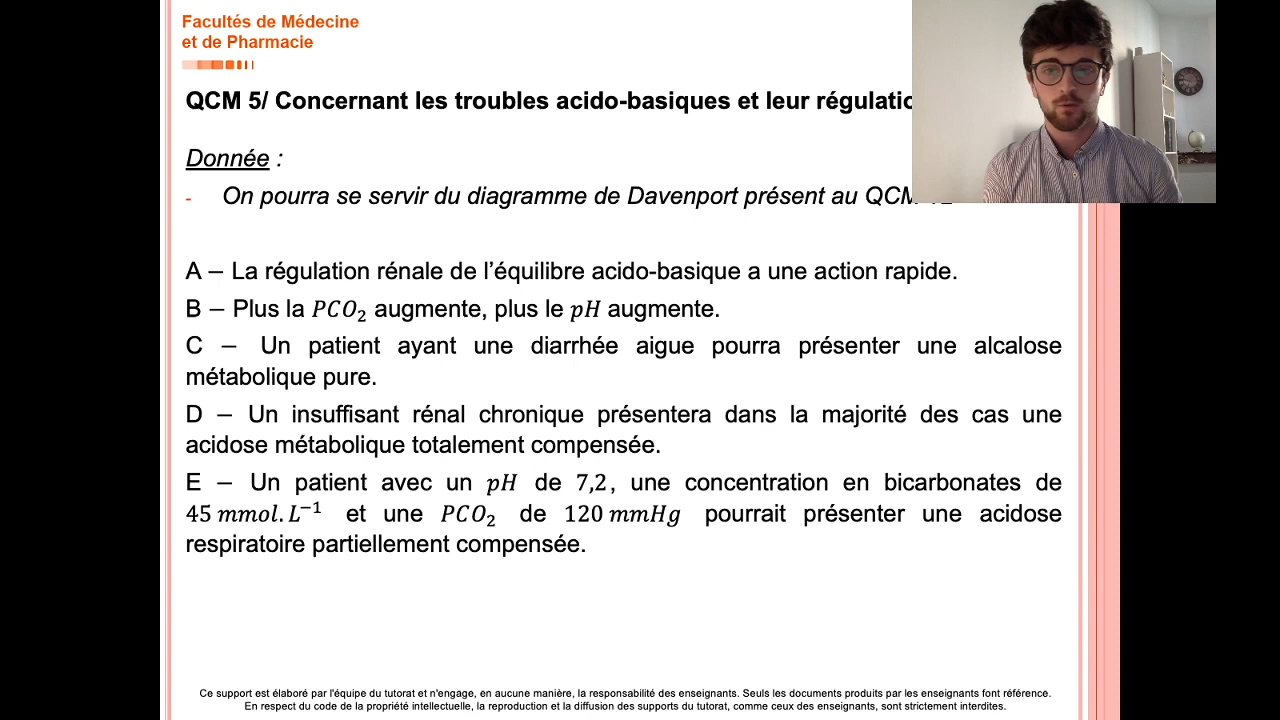 Facultés de Médecine
et de Pharmacie
QCM 5/ Concernant les troubles acido-basiques et leur
Donnée :
- On pourra se servir du diagramme de Davenport présent au QCM
A – La régulation rénale de l’équilibre acido-basique a une action rapide.
B – Plus la PCO₂ augmente, plus le pH augmente.
C – Un patient ayant une diarrhée aigue pourra présenter une alcalose
métabolique pure.
D – Un insuffisant rénal chronique présentera dans la majorité des cas une
acidose métabolique totalement compensée.
E – Un patient avec un pH de 7,2, une concentration en bicarbonates de
45 mmol.L⁻¹ et une PCO₂ de 120 mmHg pourrait présenter une acidose
respiratoire partiellement compensée.
Ce support est élaboré par l'équipe du tutorat et n'engage, en aucune manière, la responsabilité des enseignants. Seuls les documents produits par les enseignants font référence.
En respect du code de la propriété intellectuelle, la reproduction et la diffusion des supports du tutorat, comme ceux des enseignants, sont strictement interdites.